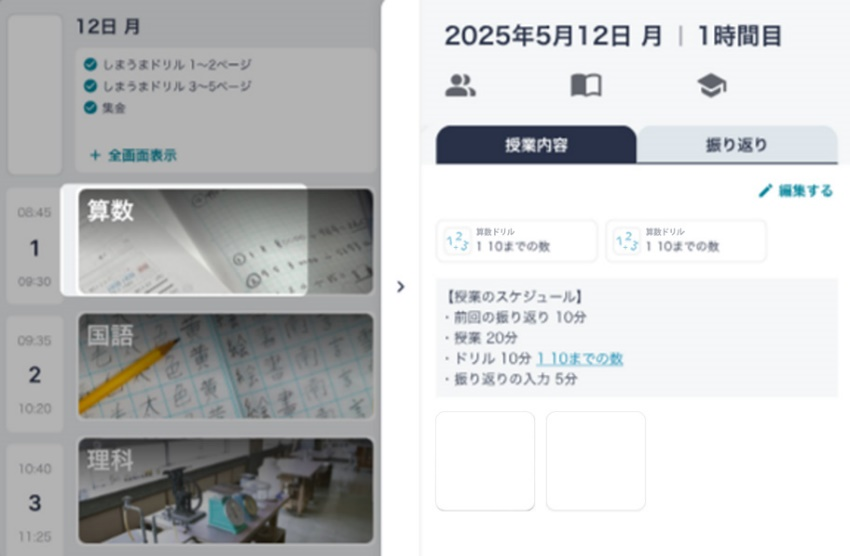 12日 月
しまうまドリル 1〜2ページ
しまうまドリル 3〜5ページ
集金
+ 全画面表示
08:45
1
09:30
算数
09:35
2
10:20
国語
10:40
3
11:25
理科
2025年5月12日 月 | 1時間目
授業内容
振り返り
編集する
算数ドリル
1 10までの数
算数ドリル
1 10までの数
【授業のスケジュール】
・前回の振り返り 10分
・授業 20分
・ドリル 10分 1 10までの数
・振り返りの入力 5分